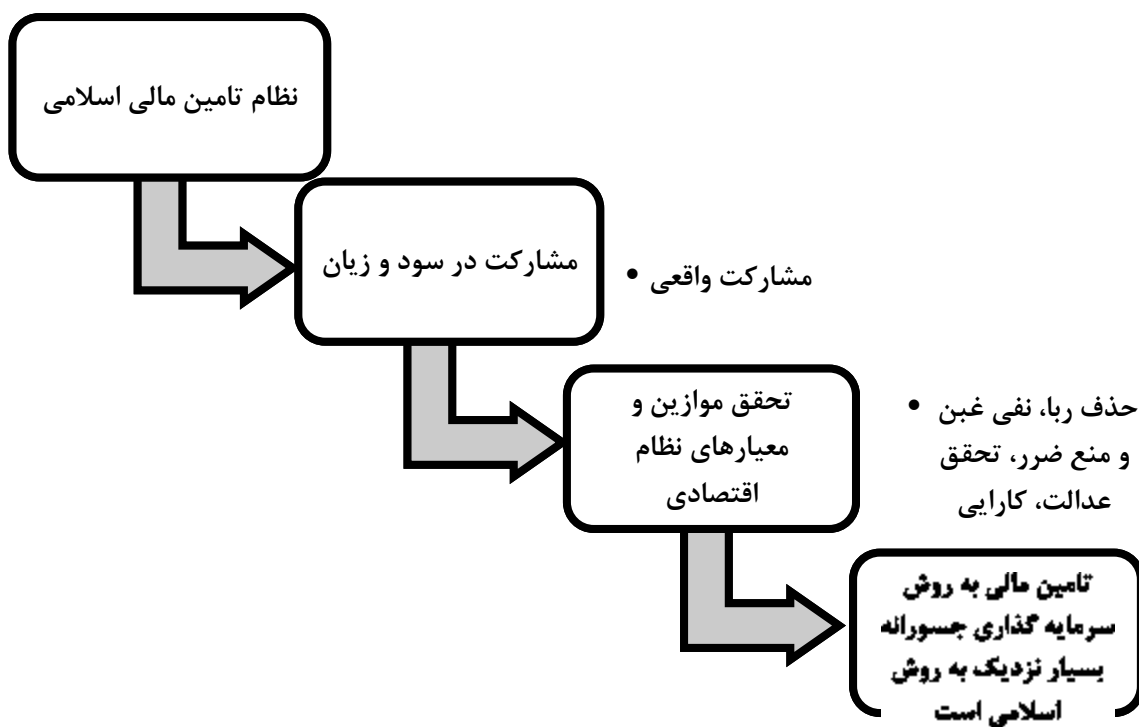 نظام تامین مالی اسلامی
مشارکت در سود و زیان
• مشارکت واقعی
تحقق موازین و
معیارهای نظام
اقتصادی
• حذف ربا، نفی غبن
و منع ضرر، تحقق
عدالت، کارایی
تامین مالی به روش
سرمایه گذاری جسورانه
بسیار نزدیک به روش
اسلامی است